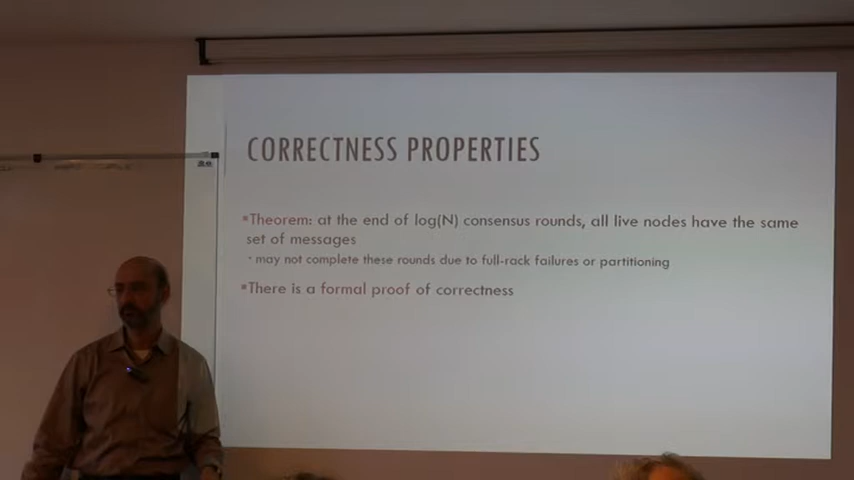 CORRECTNESS PROPERTIES
▪Theorem: at the end of log(N) consensus rounds, all live nodes have the same
set of messages
▪ may not complete these rounds due to full-rack failures or partitioning
▪There is a formal proof of correctness